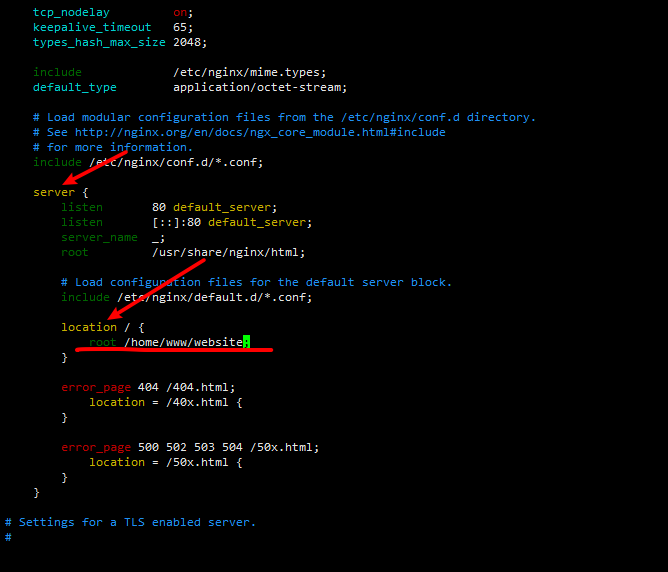 tcp_nodelay         on;
keepalive_timeout   65;
types_hash_max_size 2048;
include             /etc/nginx/mime.types;
default_type        application/octet-stream;
# Load modular configuration files from the /etc/nginx/conf.d directory.
# See http://nginx.org/en/docs/ngx_core_module.html#include
# for more information.
include /etc/nginx/conf.d/*.conf;
server {
listen       80 default_server;
listen       [::]:80 default_server;
server_name  _;
root         /usr/share/nginx/html;
# Load configuration files for the default server block.
include /etc/nginx/default.d/*.conf;
location / {
root /home/www/website;
}
error_page 404 /404.html;
location = /40x.html {
}
error_page 500 502 503 504 /50x.html;
location = /50x.html {
}
}
# Settings for a TLS enabled server.
#